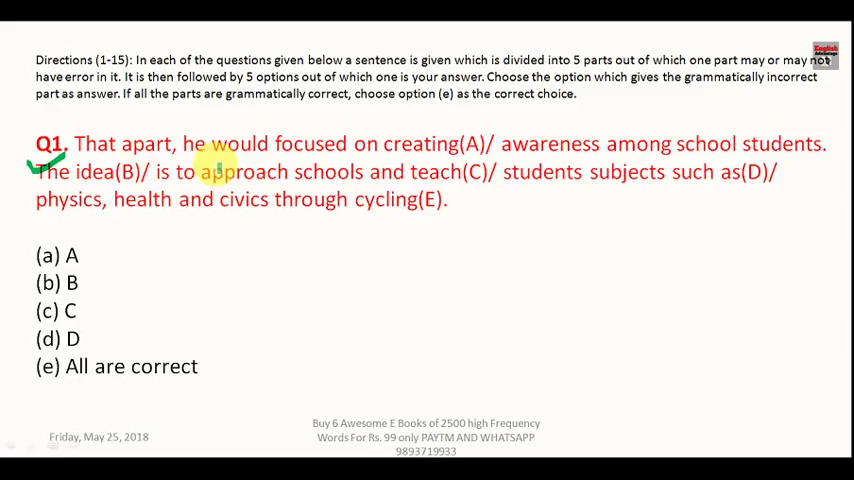 English
Advantage
Directions (1-15): In each of the questions given below a sentence is given which is divided into 5 parts out of which one part may or may not
have error in it. It is then followed by 5 options out of which one is your answer. Choose the option which gives the grammatically incorrect
part as answer. If all the parts are grammatically correct, choose option (e) as the correct choice.
Q1. That apart, he would focused on creating(A)/ awareness among school students.
The idea(B)/ is to approach schools and teach(C)/ students subjects such as(D)/
physics, health and civics through cycling(E).
(a) A
(b) B
(c) C
(d) D
(e) All are correct
Friday, May 25, 2018
Buy 6 Awesome E Books of 2500 high Frequency
Words For Rs. 99 only PAYTM AND WHATSAPP
9893719933